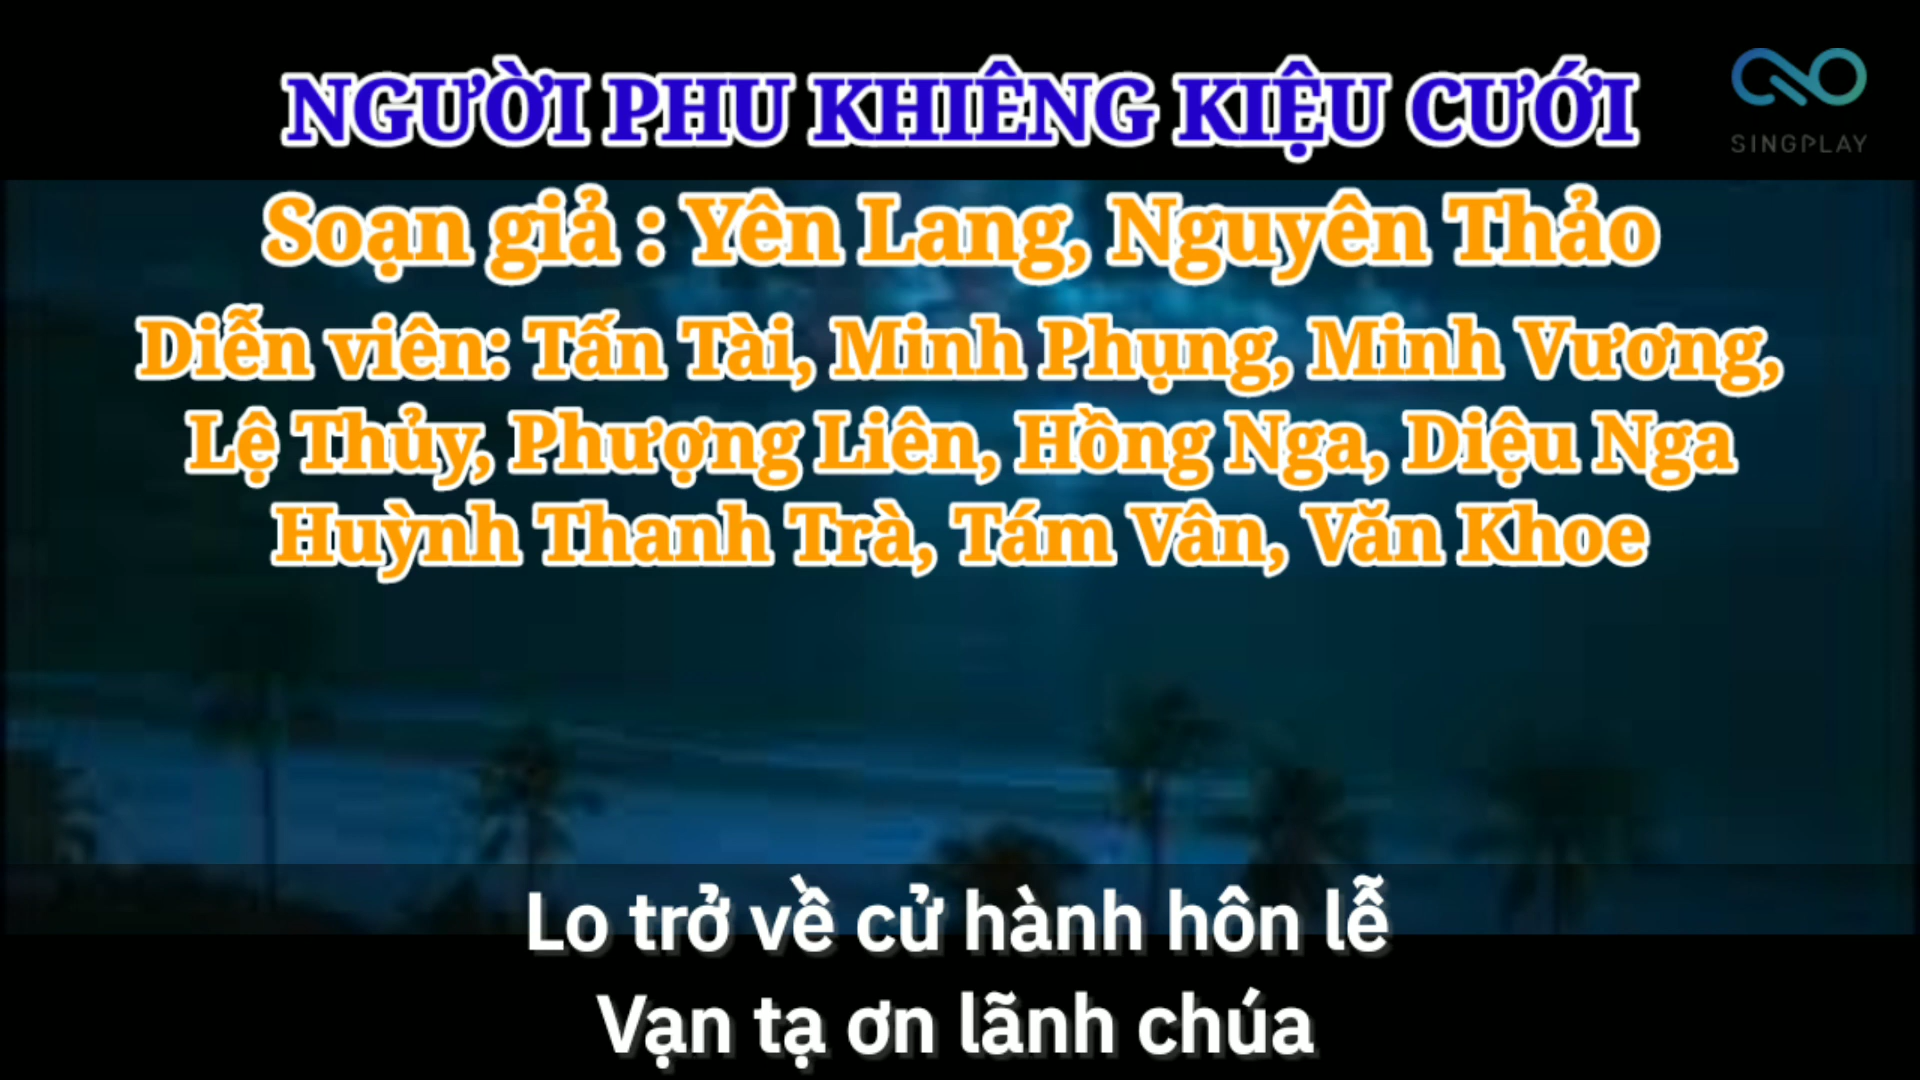 NGƯỜI PHU KHIÊNG KIỆU CƯỚI
SINGPLAY
Soạn giả : Yên Lang, Nguyên Thảo
Diễn viên: Tấn Tài, Minh Phụng, Minh Vương,
Lệ Thủy, Phượng Liên, Hồng Nga, Diệu Nga
Huỳnh Thanh Trà, Tám Vân, Văn Khoe
Lo trở về cử hành hôn lễ
Vạn tạ ơn lãnh chúa